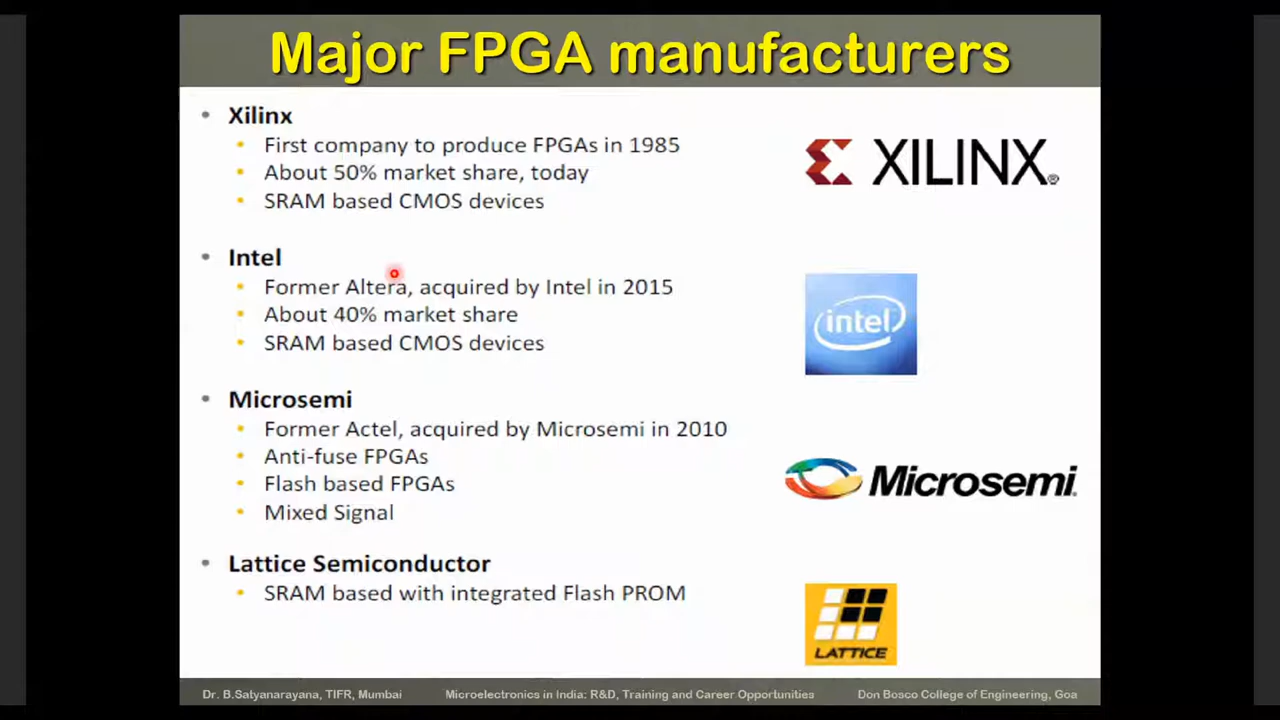 Major FPGA manufacturers
• Xilinx
• First company to produce FPGAs in 1985
• About 50% market share, today
• SRAM based CMOS devices
XILINX®
• Intel
• Former Altera, acquired by Intel in 2015
• About 40% market share
• SRAM based CMOS devices
intel
• Microsemi
• Former Actel, acquired by Microsemi in 2010
• Anti-fuse FPGAs
• Flash based FPGAs
• Mixed Signal
Microsemi
• Lattice Semiconductor
• SRAM based with integrated Flash PROM
LATTICE
Dr. B.Satyanarayana, TIFR, Mumbai Microelectronics in India: R&D, Training and Career Opportunities Don Bosco College of Engineering, Goa